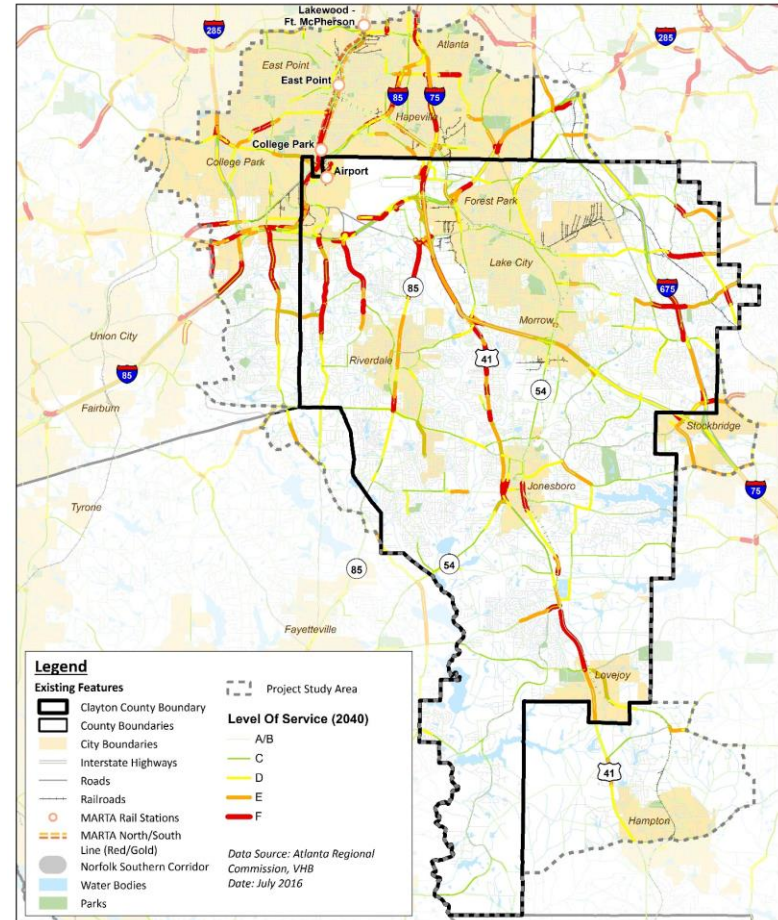 Lakewood -
Ft. McPherson
285
East Point
Atlanta
285
East Point
85
75
Hapeville
College Park
College Park
Airport
Forest Park
Lake City
85
675
Morrow
Union City
41
Riverdale
85
54
Fairburn
Stockbridge
Jonesboro
75
Tyrone
54
85
Fayetteville
Lovejoy
41
Hampton
Legend
Existing Features
Clayton County Boundary
County Boundaries
City Boundaries
Interstate Highways
Roads
Railroads
MARTA Rail Stations
MARTA North/South
Line (Red/Gold)
Norfolk Southern Corridor
Water Bodies
Parks
Project Study Area
Level Of Service (2040)
A/B
C
D
E
F
Data Source: Atlanta Regional
Commission, VHB
Date: July 2016